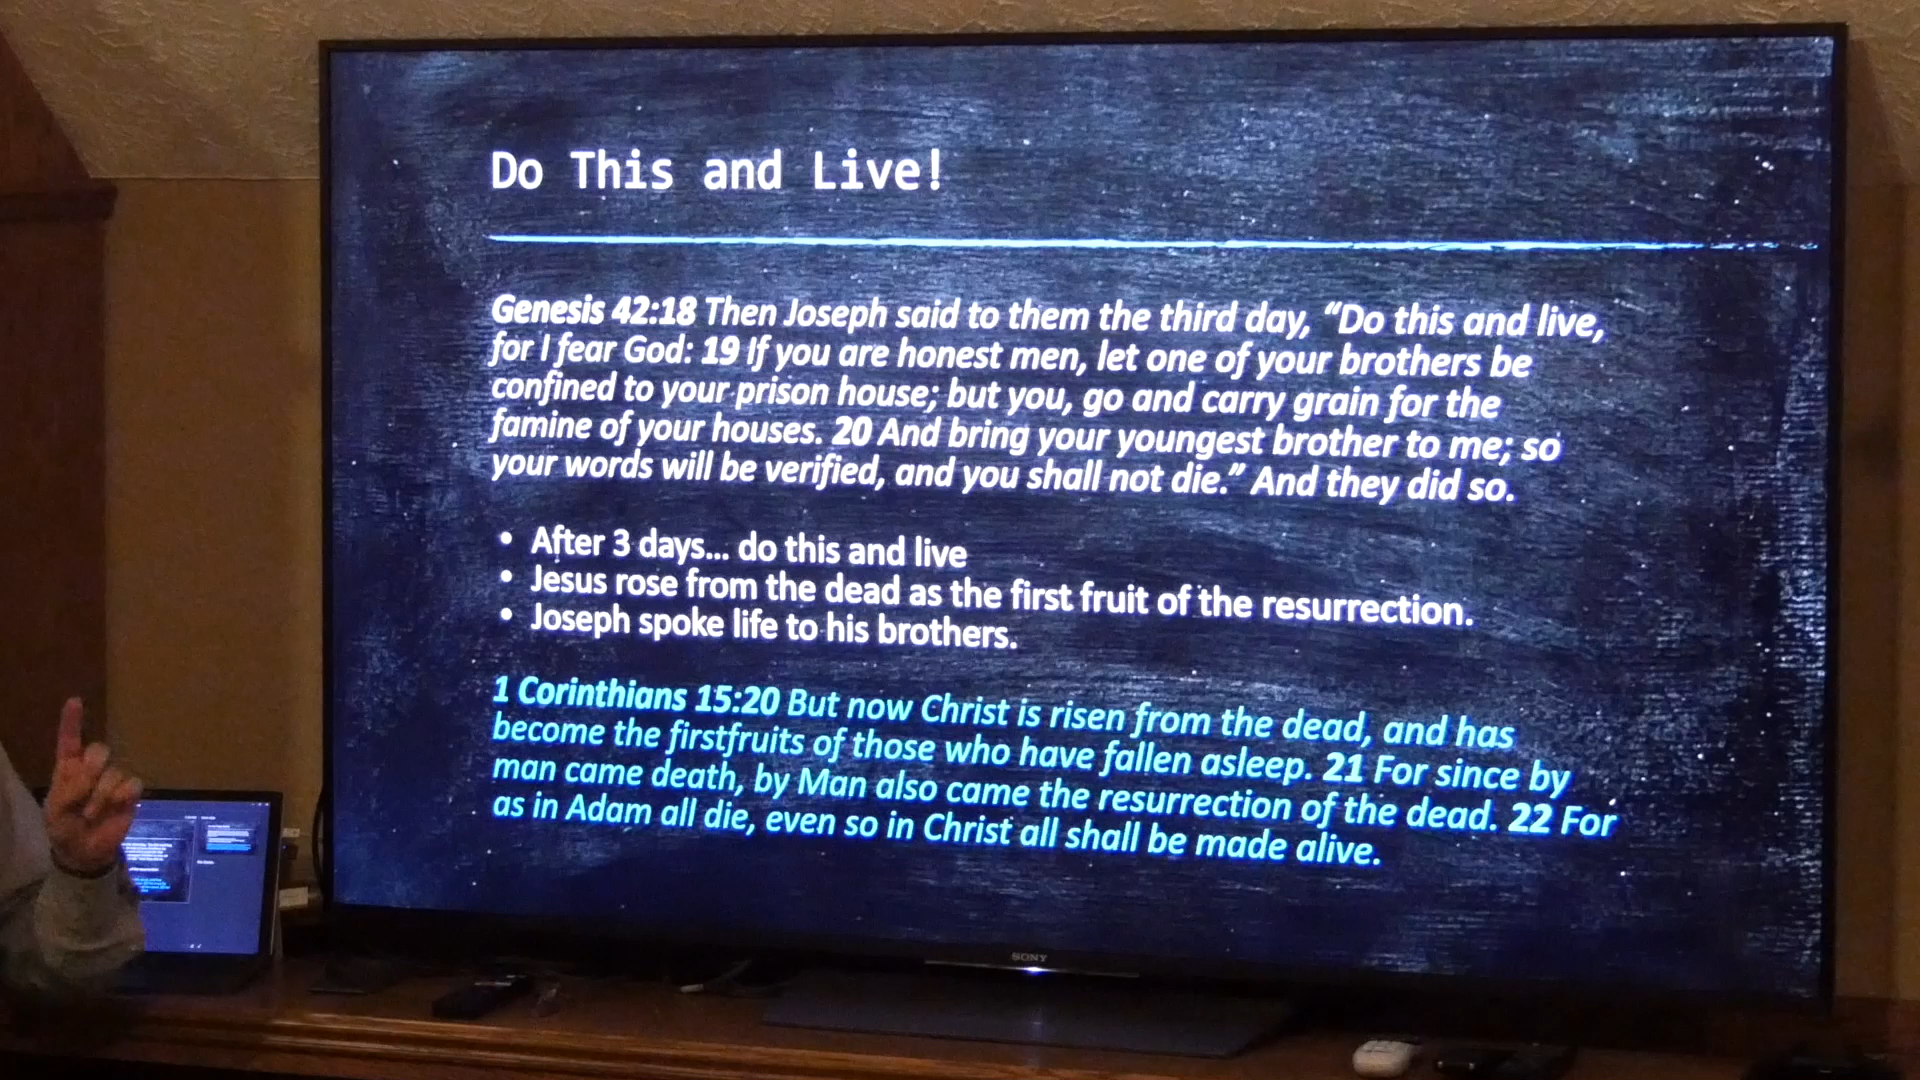 Do This and Live!
Genesis 42:18 Then Joseph said to them the third day, “Do this and live,
for I fear God: 19 If you are honest men, let one of your brothers be
confined to your prison house; but you, go and carry grain for the
famine of your houses. 20 And bring your youngest brother to me; so
your words will be verified, and you shall not die.” And they did so.
• After 3 days... do this and live
• Jesus rose from the dead as the first fruit of the resurrection.
• Joseph spoke life to his brothers.
1 Corinthians 15:20 But now Christ is risen from the dead, and has
become the firstfruits of those who have fallen asleep. 21 For since by
man came death, by Man also came the resurrection of the dead. 22 For
as in Adam all die, even so in Christ all shall be made alive.
SONY